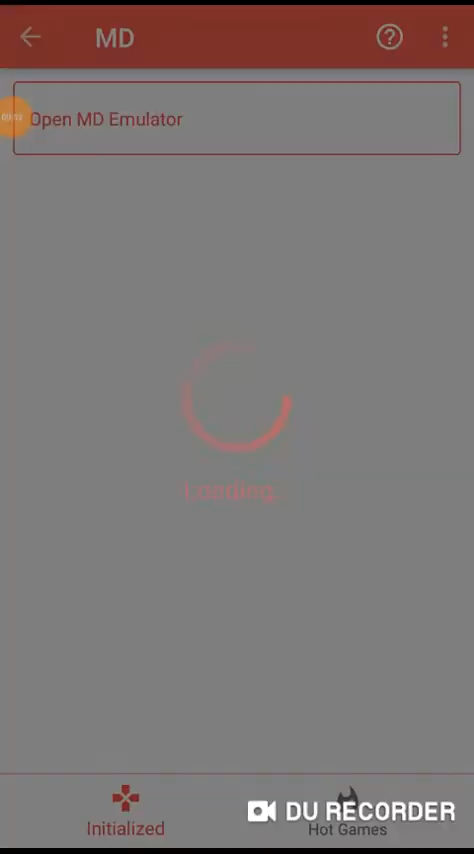 MD
Open MD Emulator
Loading...
Initialized
Hot Games
DU RECORDER